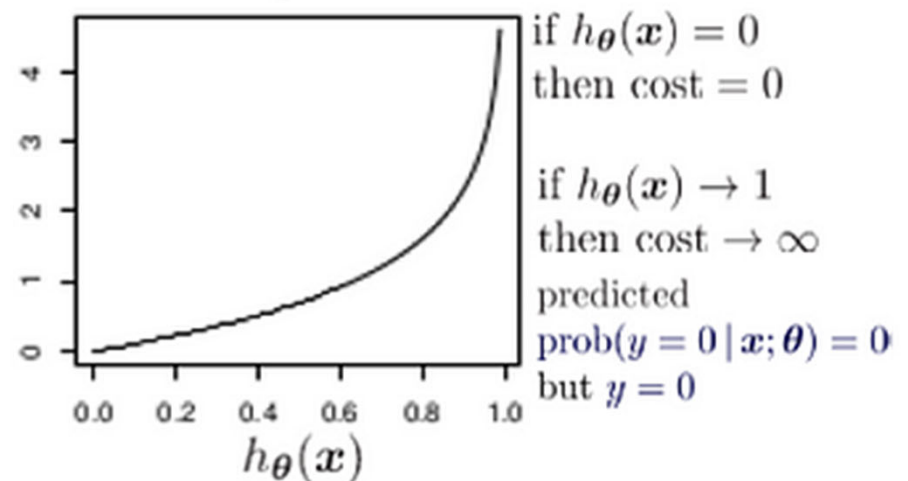 if hθ(x) = 0
then cost = 0
if hθ(x) → 1
then cost → ∞
predicted
prob(y = 0 | x; θ) = 0
but y = 0
4
3
2
1
0
0.0 0.2 0.4 0.6 0.8 1.0
hθ(x)